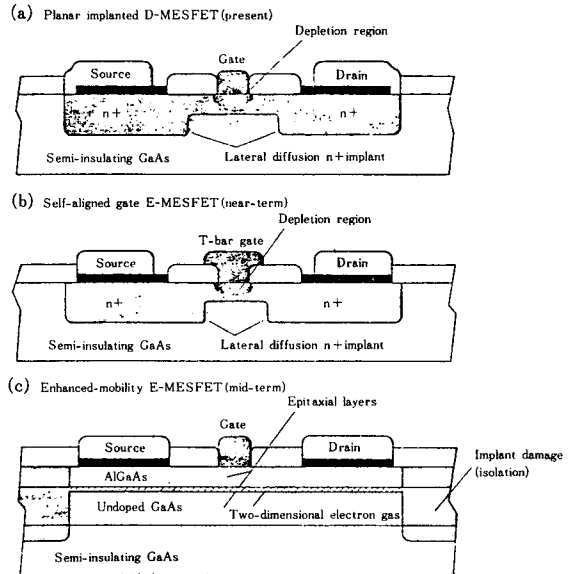 (a) Planar implanted D-MESFET(present)
Depletion region
Gate
Source
Drain
n+
n+
Semi-insulating GaAs
Lateral diffusion n+implant
(b) Self-aligned gate E-MESFET(near-term)
Depletion region
T-bar gate
Source
Drain
n+
n+
Semi-insulating GaAs
Lateral diffusion n+implant
(c) Enhanced-mobility E-MESFET(mid-term)
Epitaxial layers
Gate
Source
Drain
Implant damage
(isolation)
AlGaAs
Undoped GaAs
Two-dimensional electron gas
Semi-insulating GaAs